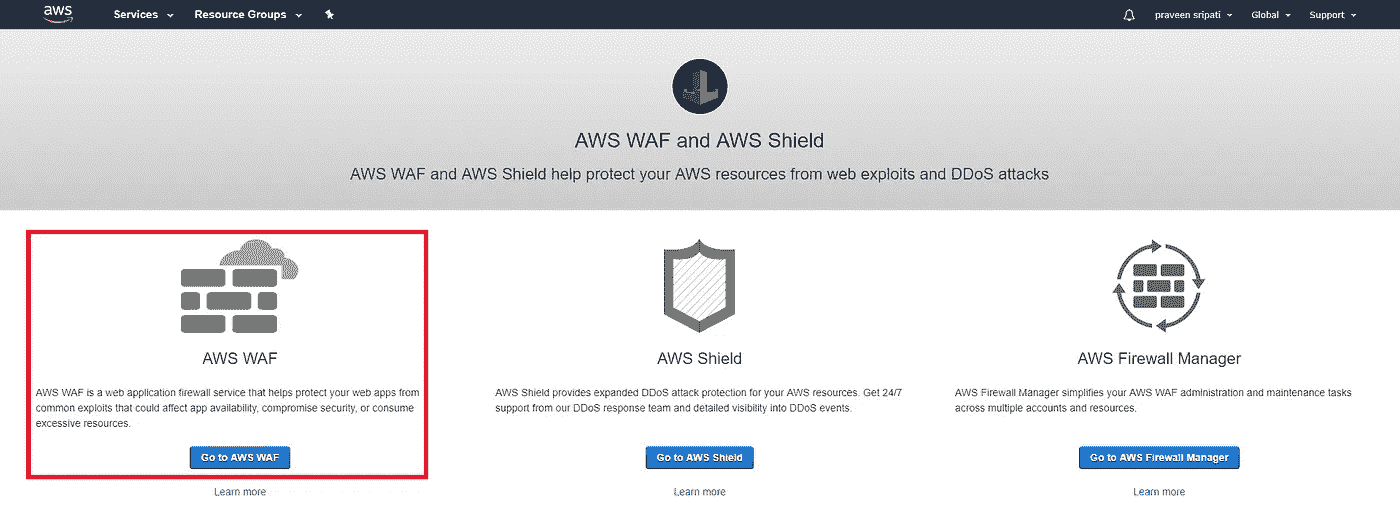 aws
Services
Resource Groups
praveen sripati
Global
Support
AWS WAF and AWS Shield
AWS WAF and AWS Shield help protect your AWS resources from web exploits and DDoS attacks
AWS WAF
AWS WAF is a web application firewall service that helps protect your web apps from
common exploits that could affect app availability, compromise security, or consume
excessive resources.
Go to AWS WAF
Learn more
AWS Shield
AWS Shield provides expanded DDoS attack protection for your AWS resources. Get 24/7
support from our DDoS response team and detailed visibility into DDoS events.
Go to AWS Shield
Learn more
AWS Firewall Manager
AWS Firewall Manager simplifies your AWS WAF administration and maintenance tasks
across multiple accounts and resources.
Go to AWS Firewall Manager
Learn more